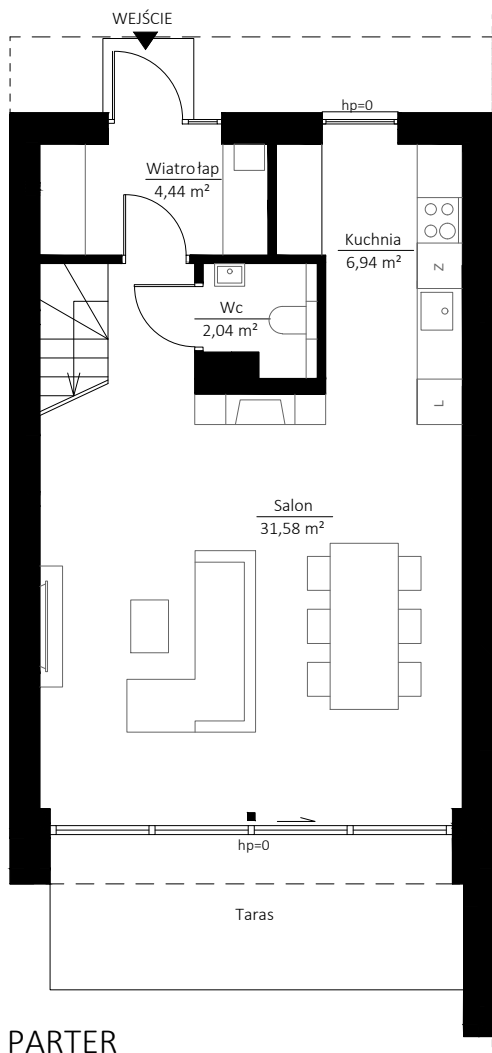 WEJŚCIE
hp=0
Wiatrołap
4,44 m²
Kuchnia
6,94 m²
Z
Wc
2,04 m²
L
Salon
31,58 m²
hp=0
Taras
PARTER